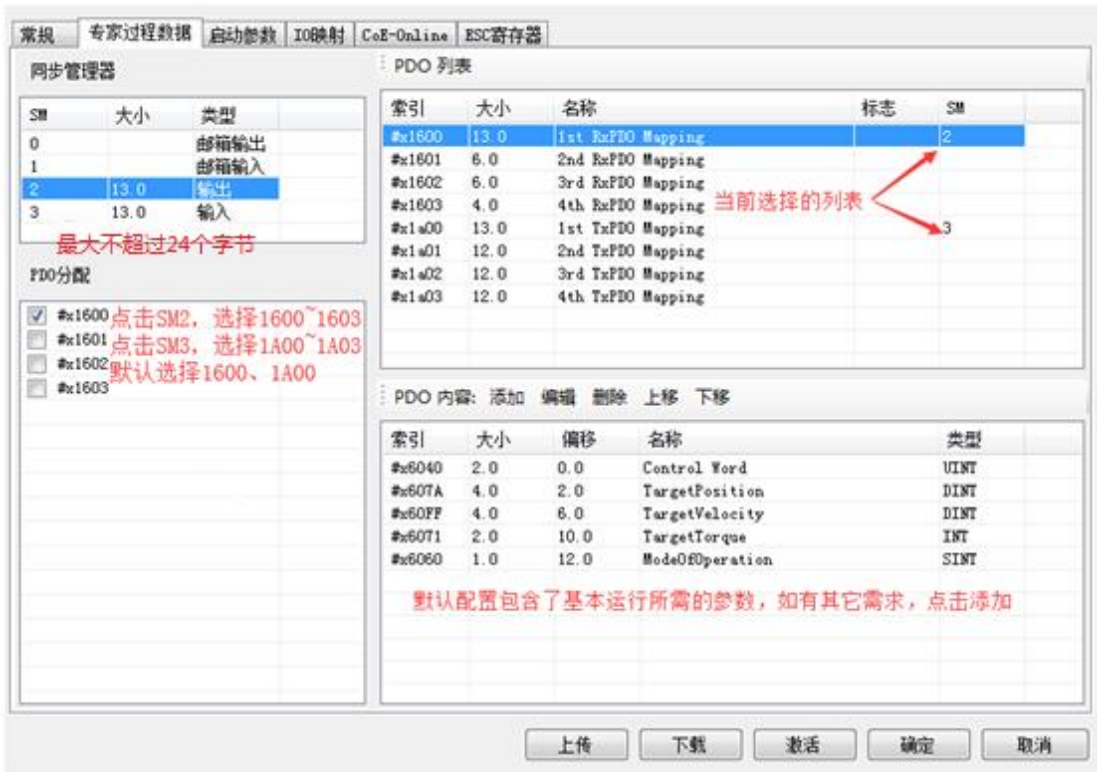 常规 专家过程数据 启动参数 IO映射 CoE-Online ESC寄存器
同步管理器
SM 大小 类型
0 邮箱输出
1 邮箱输入
2 13.0 输出
3 13.0 输入
最大不超过24个字节
PDO分配
#x1600
#x1601
#x1602
#x1603
点击SM2，选择1600~1603
点击SM3，选择1A00~1A03
默认选择1600、1A00
PDO 列表
索引 大小 名称 标志 SM
#x1600 13.0 1st RxPDO Mapping 2
#x1601 6.0 2nd RxPDO Mapping
#x1602 6.0 3rd RxPDO Mapping
#x1603 4.0 4th RxPDO Mapping
#x1a00 13.0 1st TxPDO Mapping 3
#x1a01 12.0 2nd TxPDO Mapping
#x1a02 12.0 3rd TxPDO Mapping
#x1a03 12.0 4th TxPDO Mapping
当前选择的列表
PDO 内容: 添加 编辑 删除 上移 下移
索引 大小 偏移 名称 类型
#x6040 2.0 0.0 Control Word UINT
#x607A 4.0 2.0 TargetPosition DINT
#x60FF 4.0 6.0 TargetVelocity DINT
#x6071 2.0 10.0 TargetTorque INT
#x6060 1.0 12.0 ModeOfOperation SINT
默认配置包含了基本运行所需的参数，如有其它需求，点击添加
上传 下载 激活 确定 取消